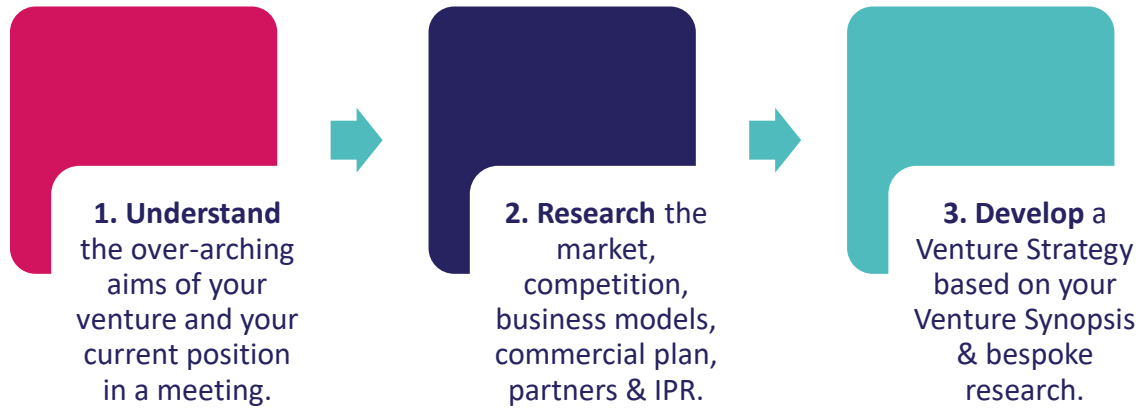 1. Understand
the over-arching
aims of your
venture and your
current position
in a meeting.
2. Research the
market,
competition,
business models,
commercial plan,
partners & IPR.
3. Develop a
Venture Strategy
based on your
Venture Synopsis
& bespoke
research.